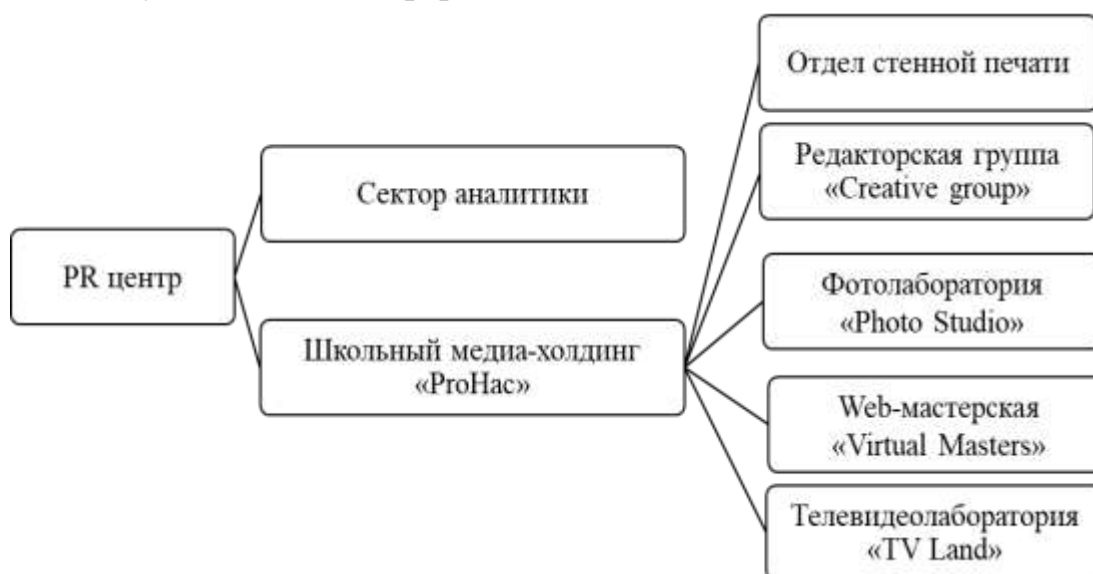 PR центр
Сектор аналитики
Школьный медиа-холдинг
«ProНас»
Отдел стенной печати
Редакторская группа
«Creative group»
Фотолаборатория
«Photo Studio»
Web-мастерская
«Virtual Masters»
Телевидеолаборатория
«TV Land»